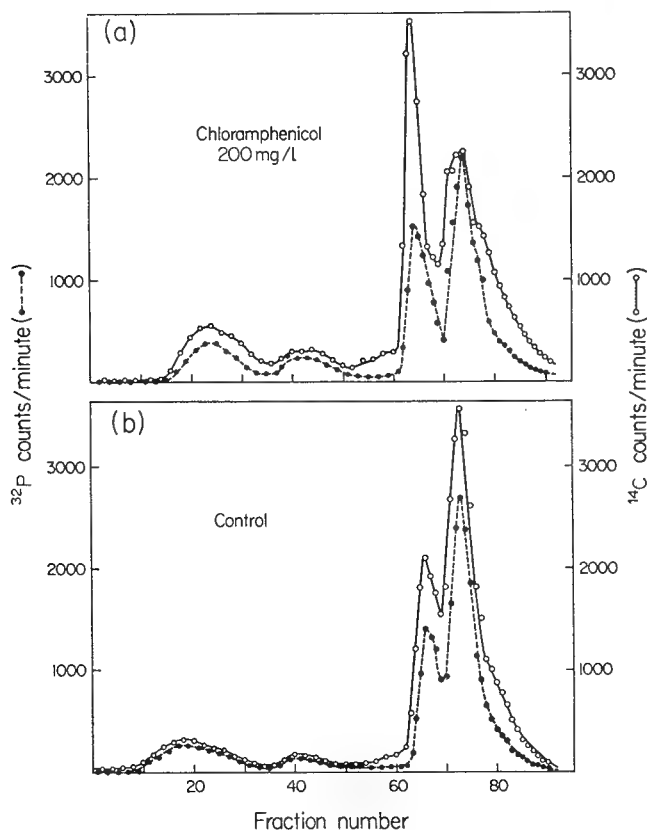 (a)
3000
2000
1000
3000
2000
1000
Chloramphenicol
200 mg/l.
(b)
3000
2000
1000
3000
2000
1000
Control
³²P counts/minute (●---●)
¹⁴C counts/minute (○—○)
20 40 60 80
Fraction number